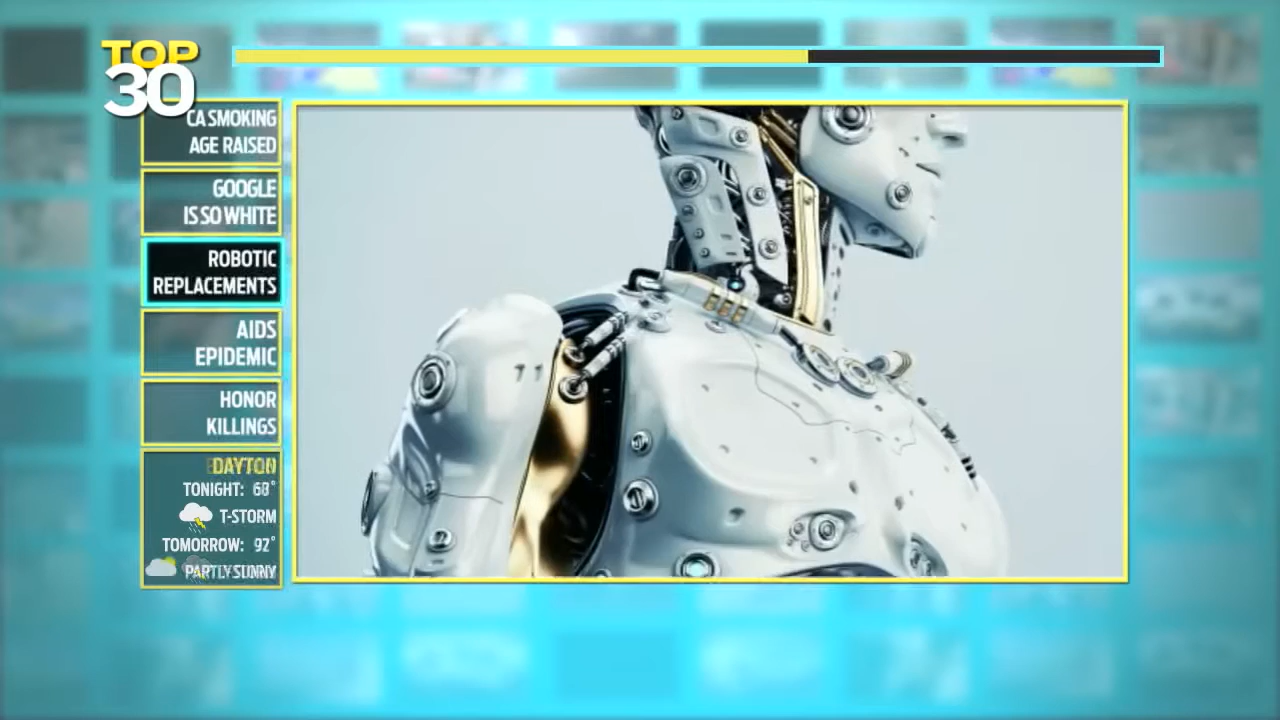 TOP
30
CA SMOKING
AGE RAISED
GOOGLE
IS SO WHITE
ROBOTIC
REPLACEMENTS
AIDS
EPIDEMIC
HONOR
KILLINGS
DAYTON
TONIGHT: 68°
T-STORM
TOMORROW: 92°
PARTLY SUNNY